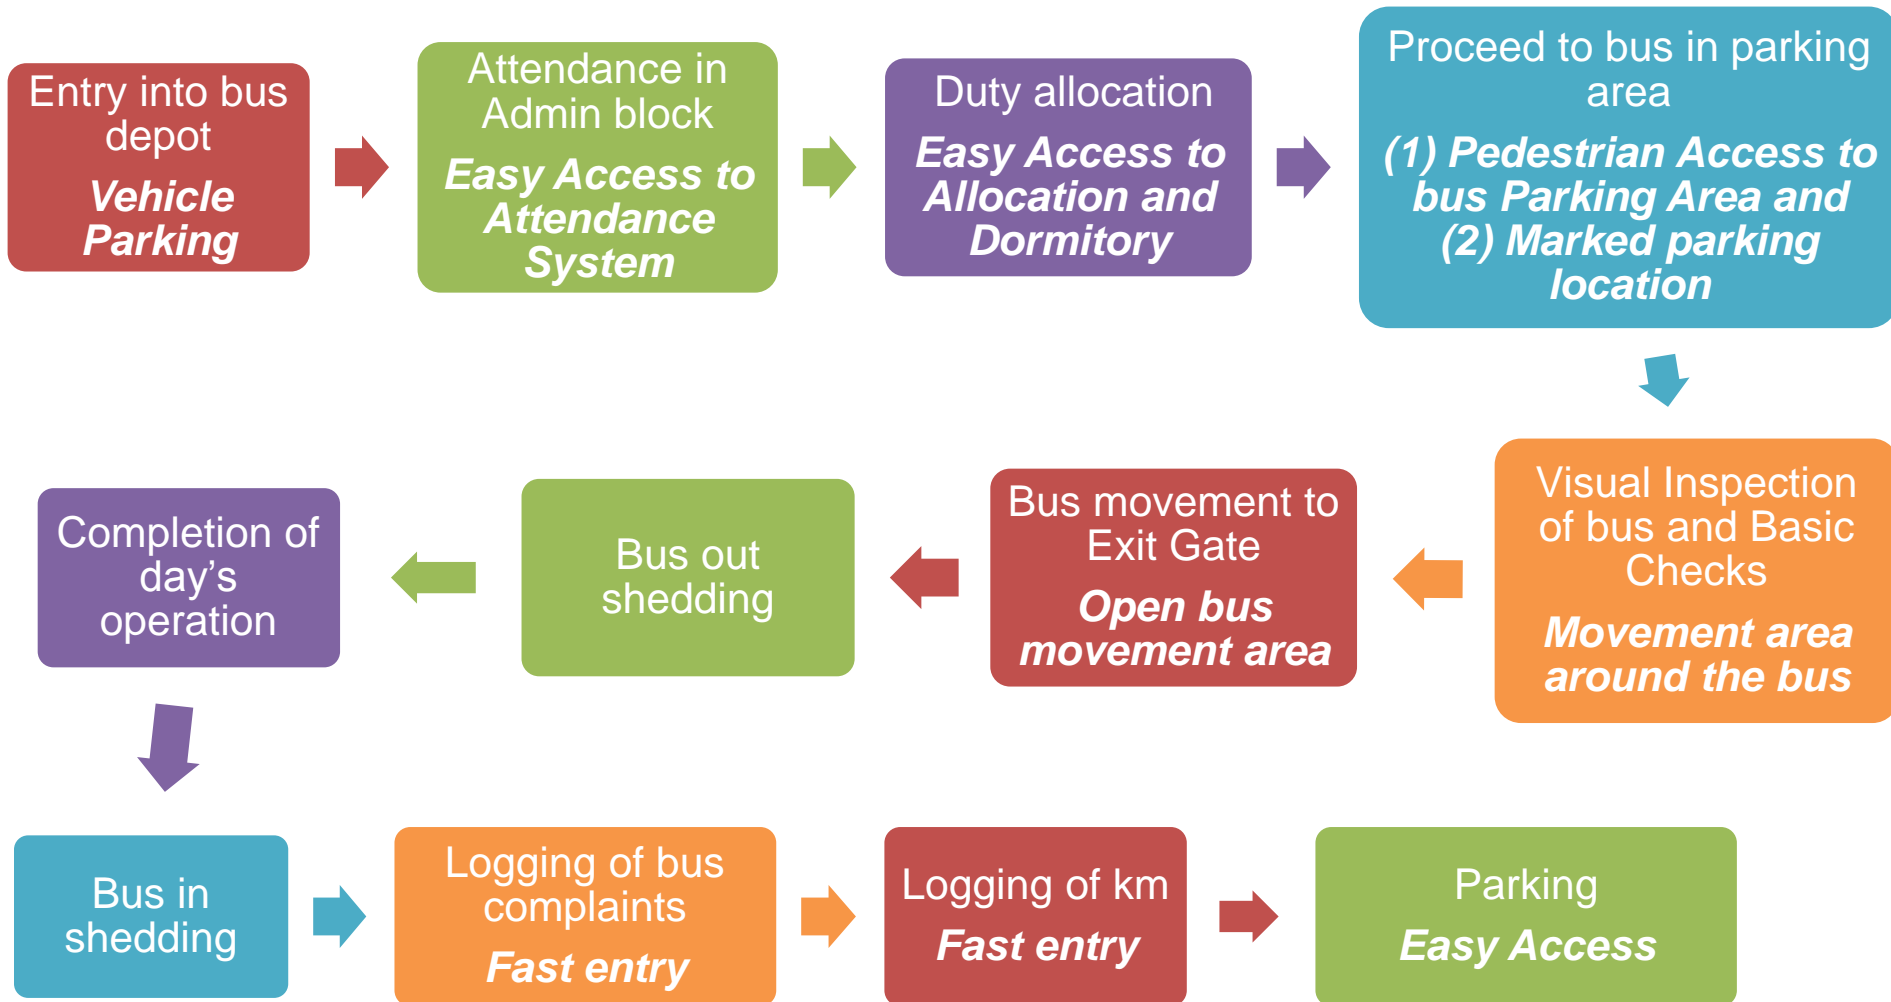 Entry into bus
depot
Vehicle
Parking
Attendance in
Admin block
Easy Access to
Attendance
System
Duty allocation
Easy Access to
Allocation and
Dormitory
Proceed to bus in parking
area
(1) Pedestrian Access to
bus Parking Area and
(2) Marked parking
location
Visual Inspection
of bus and Basic
Checks
Movement area
around the bus
Bus movement to
Exit Gate
Open bus
movement area
Bus out
shedding
Completion of
day’s
operation
Bus in
shedding
Logging of bus
complaints
Fast entry
Logging of km
Fast entry
Parking
Easy Access